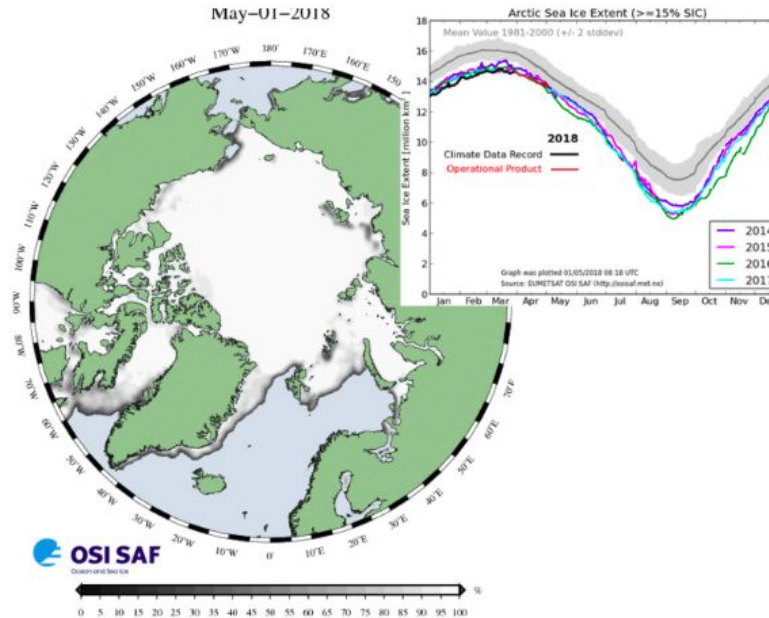 May-01-2018
170°W
180°
170°E
160°W
160°E
150°W
150
140°W
130°W
120°W
110°W
100°W
90°W
80°W
70°W
60°W
50°W
40°W
30°W
20°W
10°W
0°
10°E
20°E
30°E
40°E
50°E
60°E
70°E
Arctic Sea Ice Extent (>=15% SIC)
Mean Value 1981-2000 (+/- 2 stddev)
Sea Ice Extent [million km²]
18
16
14
12
10
8
6
4
2
0
2018
Climate Data Record
Operational Product
2014
2015
2016
2017
Graph was plotted 01/05/2018 08:18 UTC
Source: EUMETSAT OSI SAF (http://osisaf.met.no)
Jan Feb Mar Apr May Jun Jul Aug Sep Oct Nov De
OSI SAF
Ocean and Sea Ice
%
0 5 10 15 20 25 30 35 40 45 50 55 60 65 70 75 80 85 90 95 100